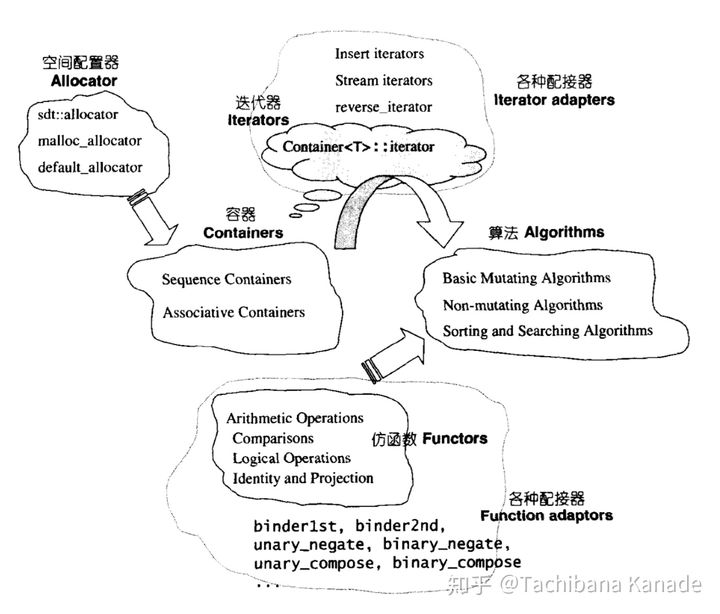 空间配置器
Allocator
sdt::allocator
malloc_allocator
default_allocator
Insert iterators
Stream iterators
reverse_iterator
迭代器
Iterators
Container<T>::iterator
各种配接器
Iterator adapters
容器
Containers
Sequence Containers
Associative Containers
算法 Algorithms
Basic Mutating Algorithms
Non-mutating Algorithms
Sorting and Searching Algorithms
Arithmetic Operations
Comparisons
Logical Operations
Identity and Projection
仿函数 Functors
各种配接器
Function adaptors
binder1st, binder2nd,
unary_negate, binary_negate,
unary_compose, binary_compose
...
知乎 @Tachibana Kanade